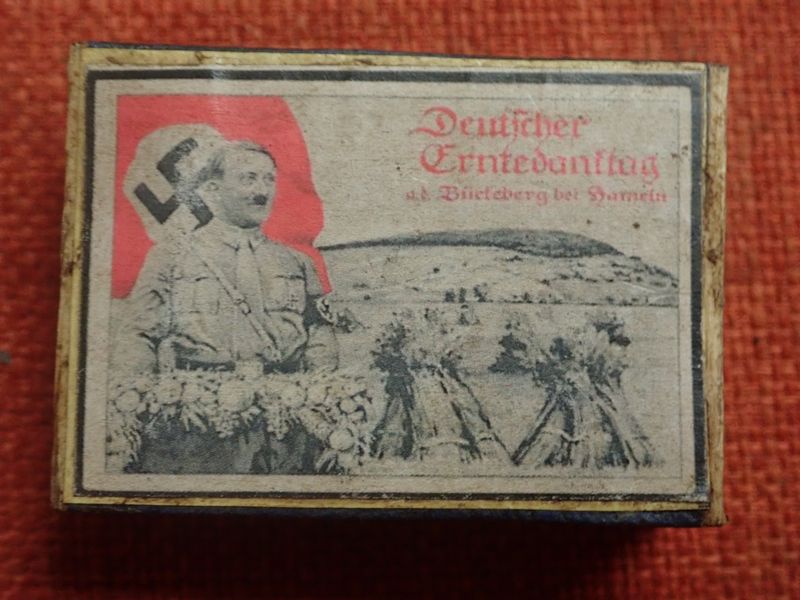 Deutscher
Erntedanktag
a.d. Bückeberg bei Hameln